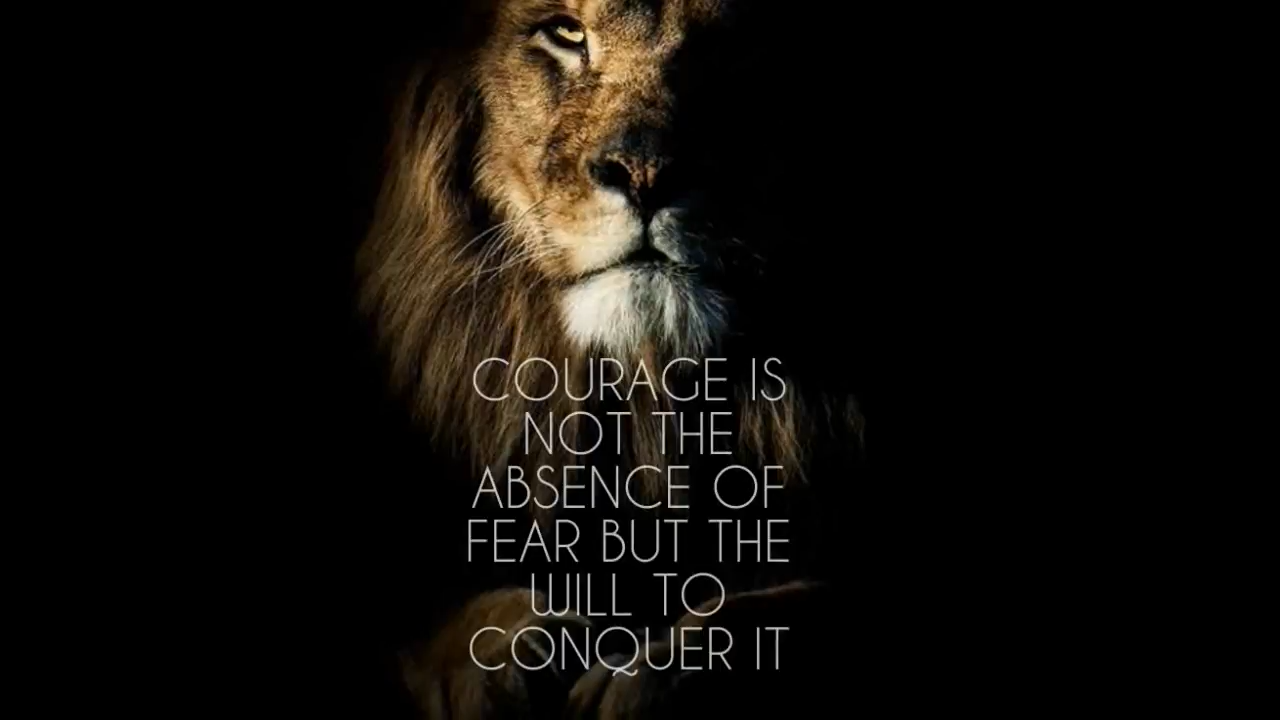 COURAGE IS
NOT THE
ABSENCE OF
FEAR BUT THE
WILL TO
CONQUER IT